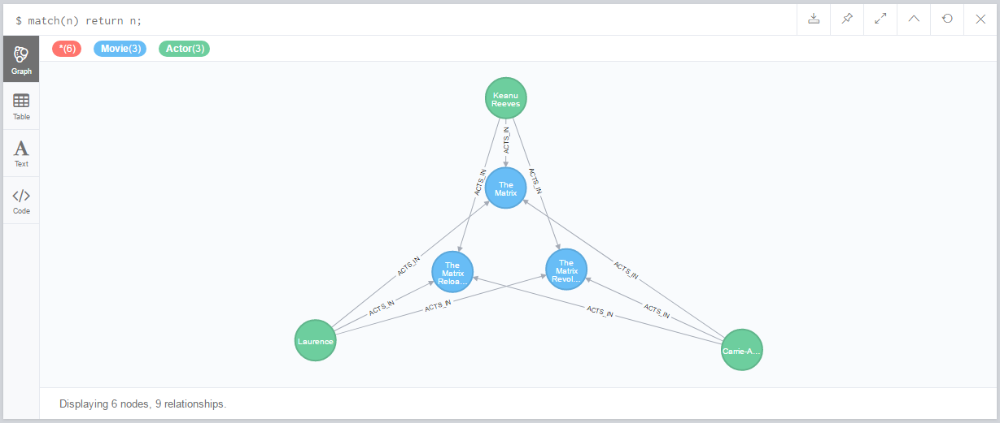 $ match(n) return n;
*(6) Movie(3) Actor(3)
Graph
Table
A
Text
</>
Code
Keanu
Reeves
ACTS_IN
ACTS_IN
ACTS_IN
The
Matrix
ACTS_IN
ACTS_IN
The
Matrix
Reloa...
The
Matrix
Revol...
ACTS_IN
ACTS_IN
ACTS_IN
ACTS_IN
Laurence
Carrie-A...
Displaying 6 nodes, 9 relationships.